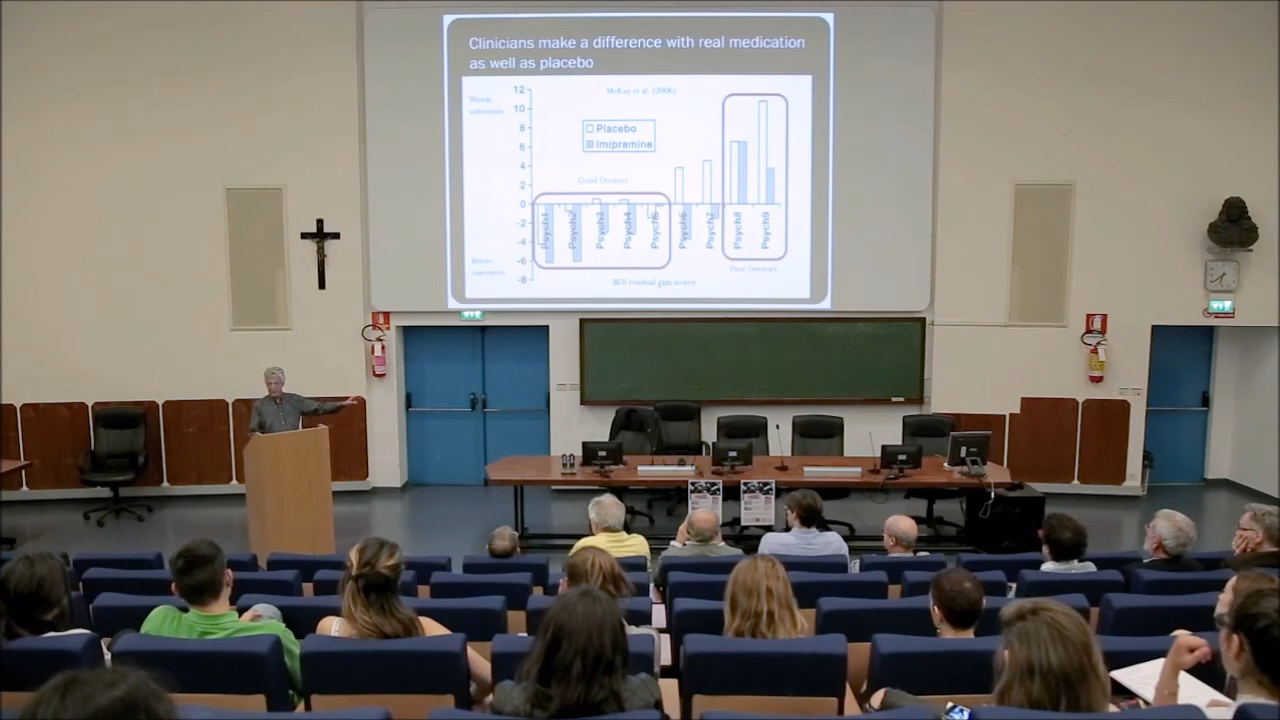 Clinicians make a difference with real medication
as well as placebo
McKay et al. (2006)
Worse
outcomes
12
10
8
6
4
2
0
-2
-4
-6
-8
Placebo
Imipramine
Good Doctors
Psych1
Psych2
Psych3
Psych4
Psych5
Psych6
Psych7
Psych8
Psych9
Better
outcomes
Poor Doctors
BDI residual gain scores